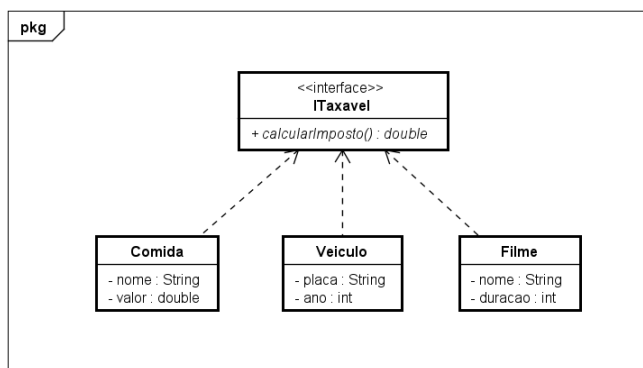 pkg
<<interface>>
ITaxavel
+ calcularImposto() : double
Comida
- nome : String
- valor : double
Veiculo
- placa : String
- ano : int
Filme
- nome : String
- duracao : int